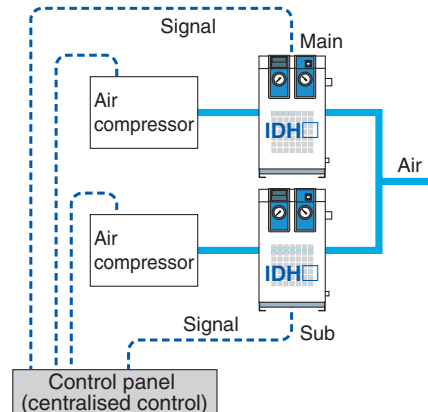 Signal
Main
Air
compressor
IDH□
Air
Air
compressor
IDH□
Signal
Sub
Control panel
(centralised control)